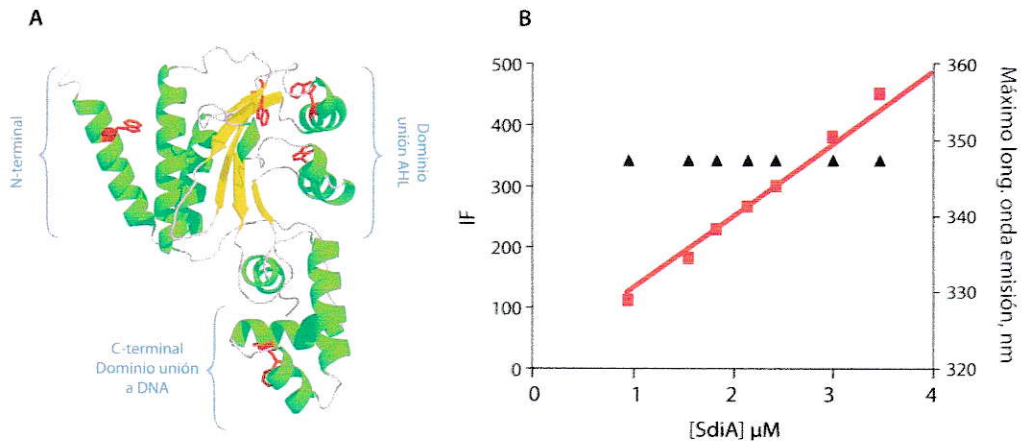 A
N-terminal
Dominio
unión AHL
C-terminal
Dominio unión
a DNA
B
500
400
300
200
100
0
IF
360
350
340
330
320
Máximo long. onda emisión, nm
0
1
2
3
4
[SdiA] μM